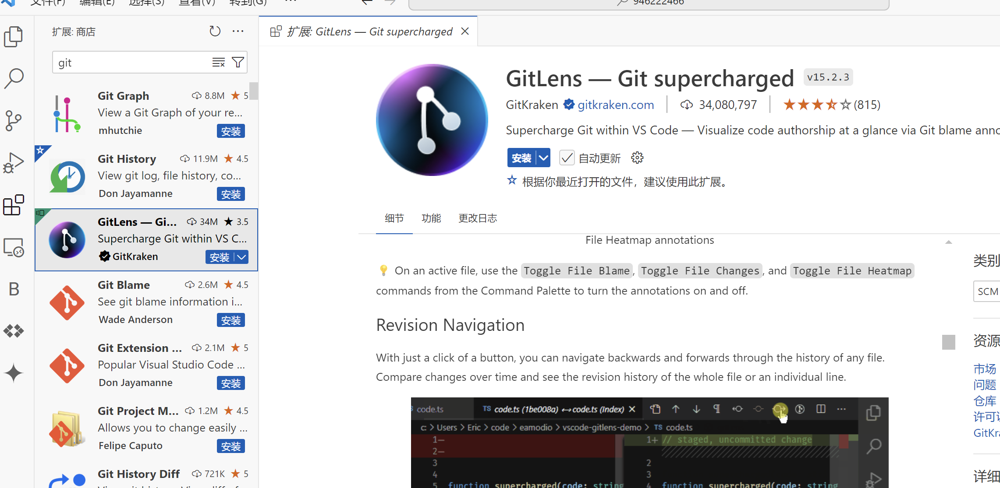 文件(F) 编辑(E) 选择(S) 查看(V) 转到(G) ···
946222466
扩展: 商店
git
Git Graph 8.8M ★ 5
View a Git Graph of your re...
mhutchie 安装
Git History 11.9M ★ 4.5
View git log, file history, co...
Don Jayamanne 安装
GitLens — Gi... 34M ★ 3.5
Supercharge Git within VS C...
GitKraken 安装
Git Blame 2.6M ★ 4.5
See git blame information i...
Wade Anderson 安装
Git Extension ... 2.1M ★ 5
Popular Visual Studio Code ...
Don Jayamanne 安装
Git Project M... 1.2M ★ 4.5
Allows you to change easily ...
Felipe Caputo 安装
Git History Diff 721K ★ 5
B
扩展: GitLens — Git supercharged
GitLens — Git supercharged v15.2.3
GitKraken gitkraken.com 34,080,797 (815)
Supercharge Git within VS Code — Visualize code authorship at a glance via Git blame anno
安装 自动更新
根据你最近打开的文件，建议使用此扩展。
细节 功能 更改日志
File Heatmap annotations
On an active file, use the Toggle File Blame, Toggle File Changes, and Toggle File Heatmap
commands from the Command Palette to turn the annotations on and off.
Revision Navigation
With just a click of a button, you can navigate backwards and forwards through the history of any file.
Compare changes over time and see the revision history of the whole file or an individual line.
code.ts TS code.ts (1be008a) ↔ code.ts (Index)
c: > Users > Eric > code > eamodio > vscode-gitlens-demo > TS code.ts
1— 1+ // staged, uncommitted change
2—
3 2
4 3
5 function supercharged(code: string 4 function supercharged(code: string
类别
SCM
资源
市场
问题
仓库
许可
GitKra
详细